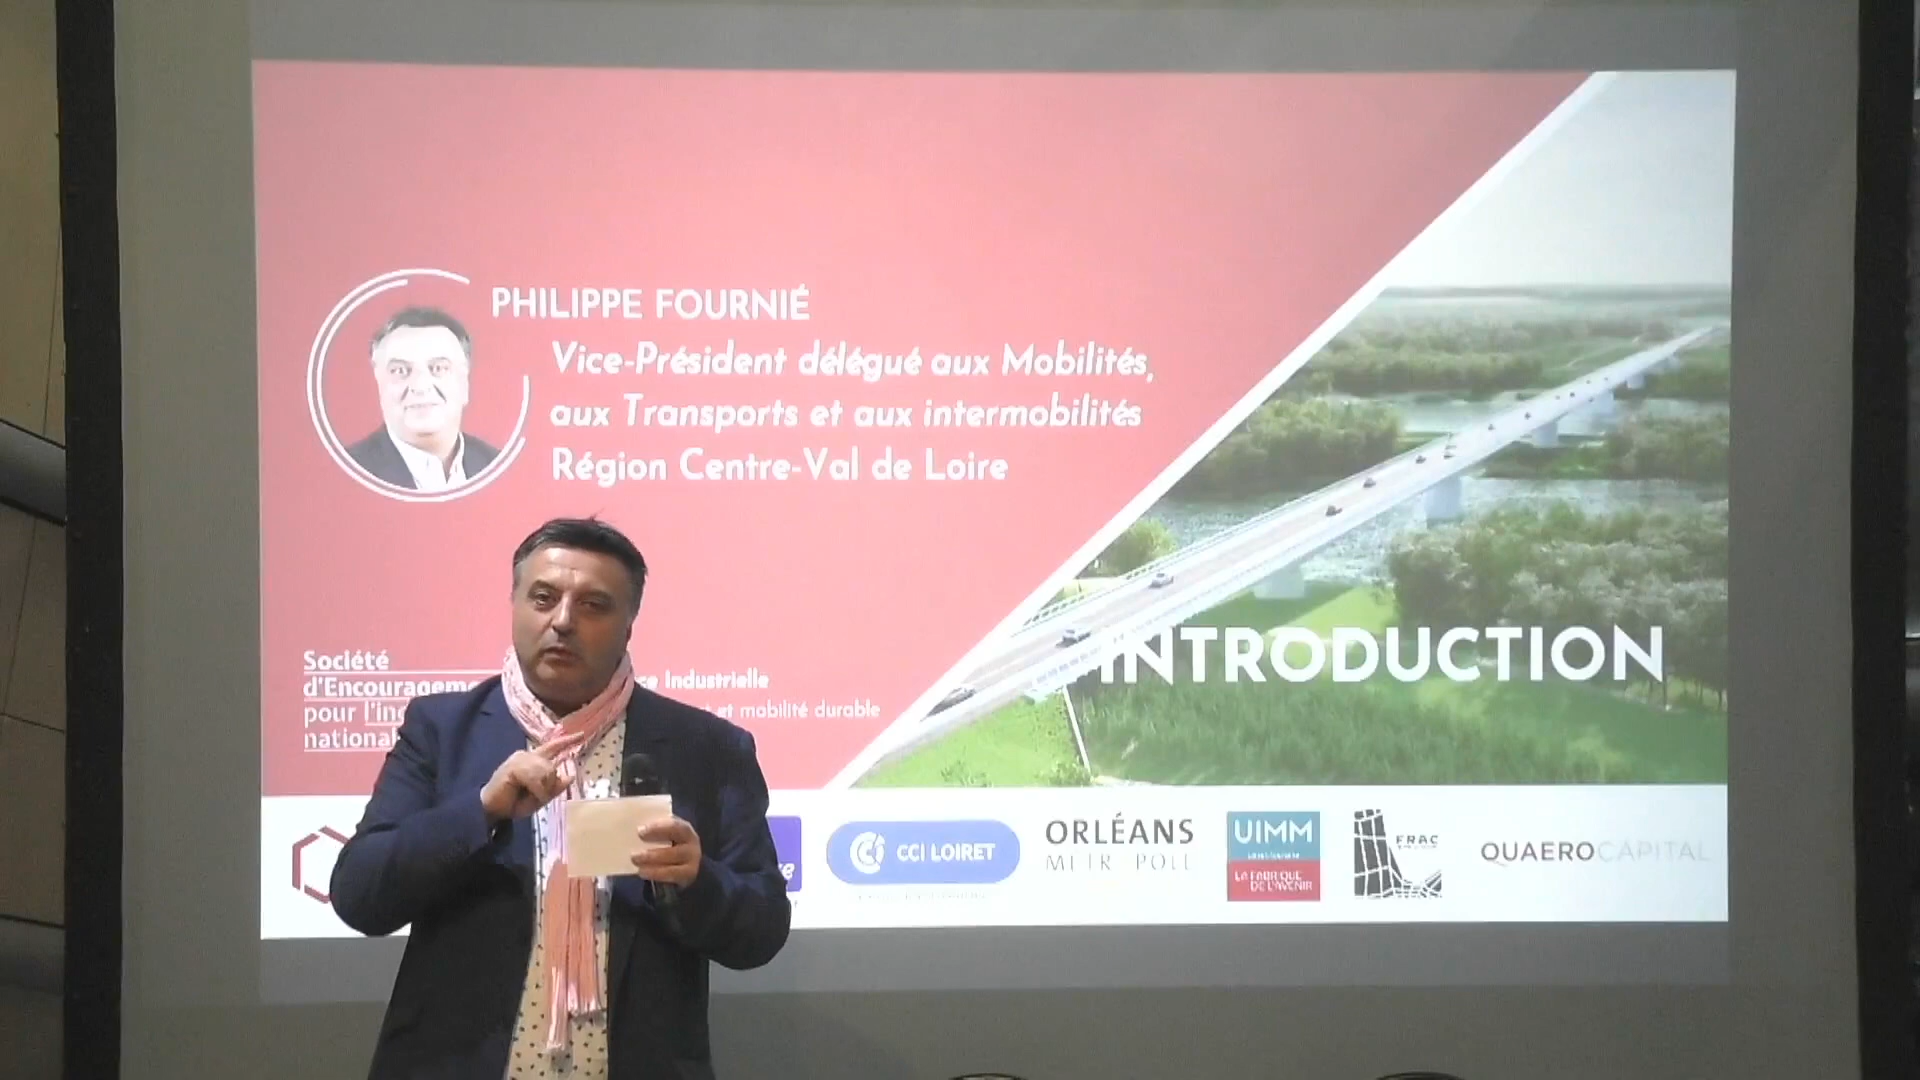 PHILIPPE FOURNIÉ
Vice-Président délégué aux Mobilités,
aux Transports et aux intermobilités
Région Centre-Val de Loire
Société
d'Encourageme
pour l'in
national
ce Industrielle
et mobilité durable
INTRODUCTION
CCI LOIRET
ORLÉANS
MÉTROPOLE
UIMM
LA FABRIQUE
DE L'AVENIR
FRAC
QUAERO CAPITAL